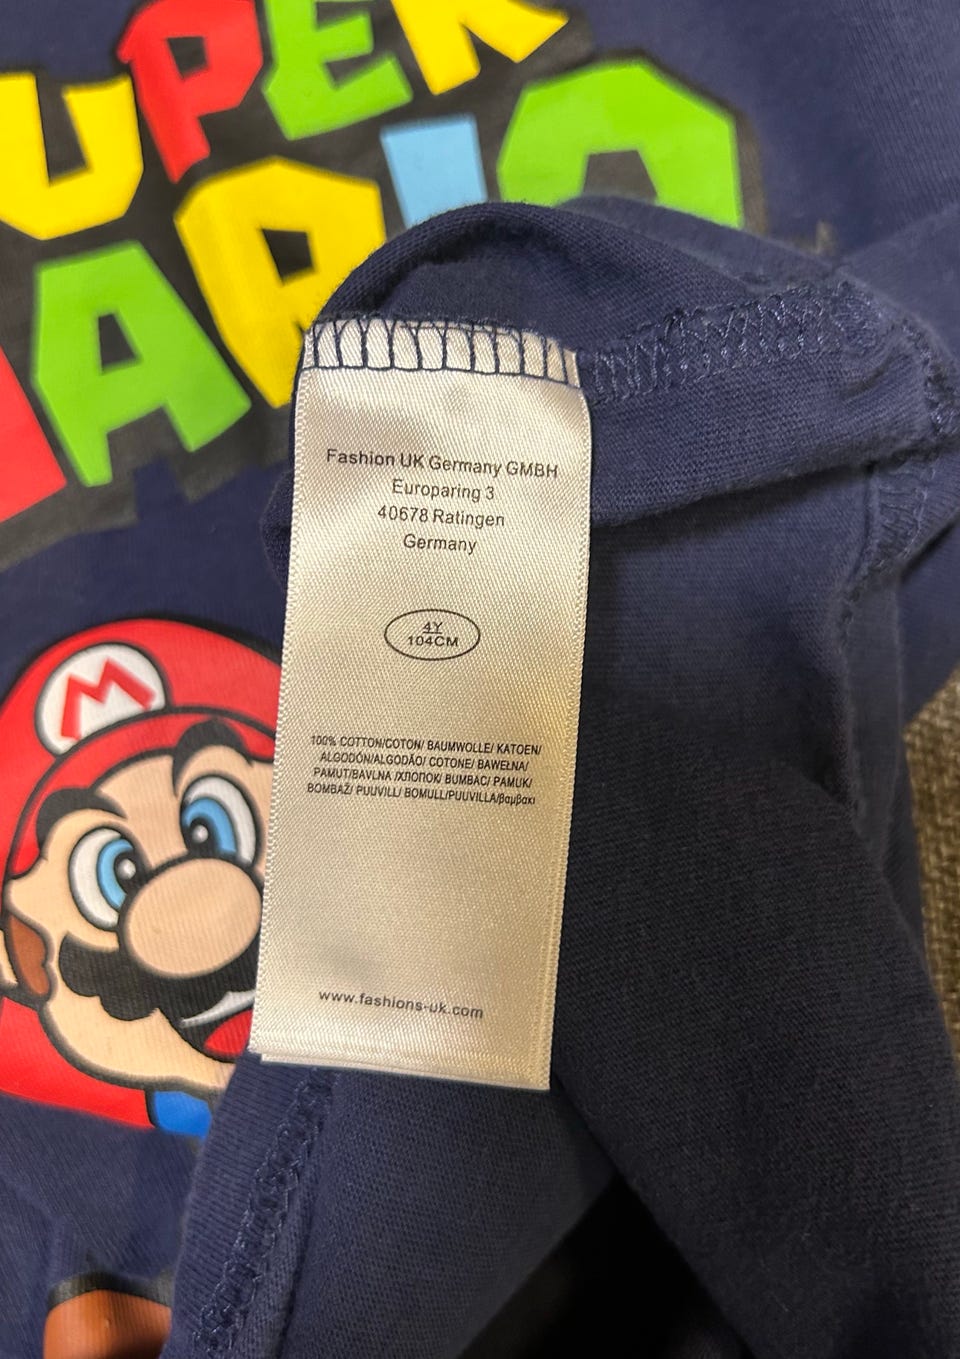 UPER
ARIO
Fashion UK Germany GMBH
Europaring 3
40678 Ratingen
Germany
4Y
104CM
100% COTTON/COTON/ BAUMWOLLE/ KATOEN/
ALGODÓN/ALGODÃO/ COTONE/ BAWEŁNA/
PAMUT/BAVLNA /ХЛОПОК/ BUMBAC/ PAMUK/
BOMBAŽ/ PUUVILL/ BOMULL/PUUVILLA/βαμβακι
www.fashions-uk.com
M